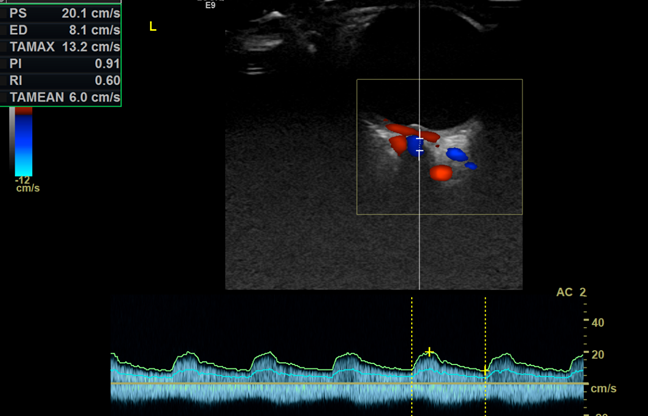 E9
PS 20.1 cm/s
ED 8.1 cm/s
TAMAX 13.2 cm/s
PI 0.91
RI 0.60
TAMEAN 6.0 cm/s
L
-12
cm/s
AC 2
40
20
cm/s